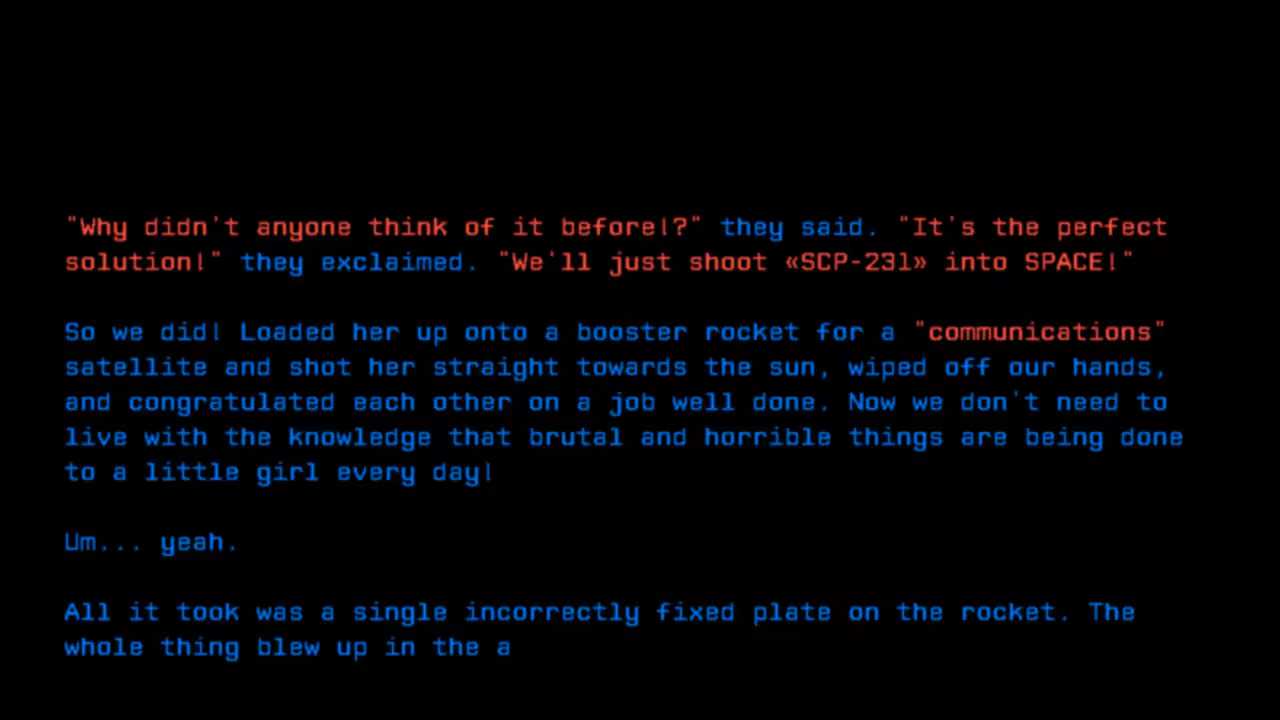 "Why didn't anyone think of it before!?" they said. "It's the perfect
solution!" they exclaimed. "We'll just shoot «SCP-231» into SPACE!"
So we did! Loaded her up onto a booster rocket for a "communications"
satellite and shot her straight towards the sun, wiped off our hands,
and congratulated each other on a job well done. Now we don't need to
live with the knowledge that brutal and horrible things are being done
to a little girl every day!
Um... yeah.
All it took was a single incorrectly fixed plate on the rocket. The
whole thing blew up in the a